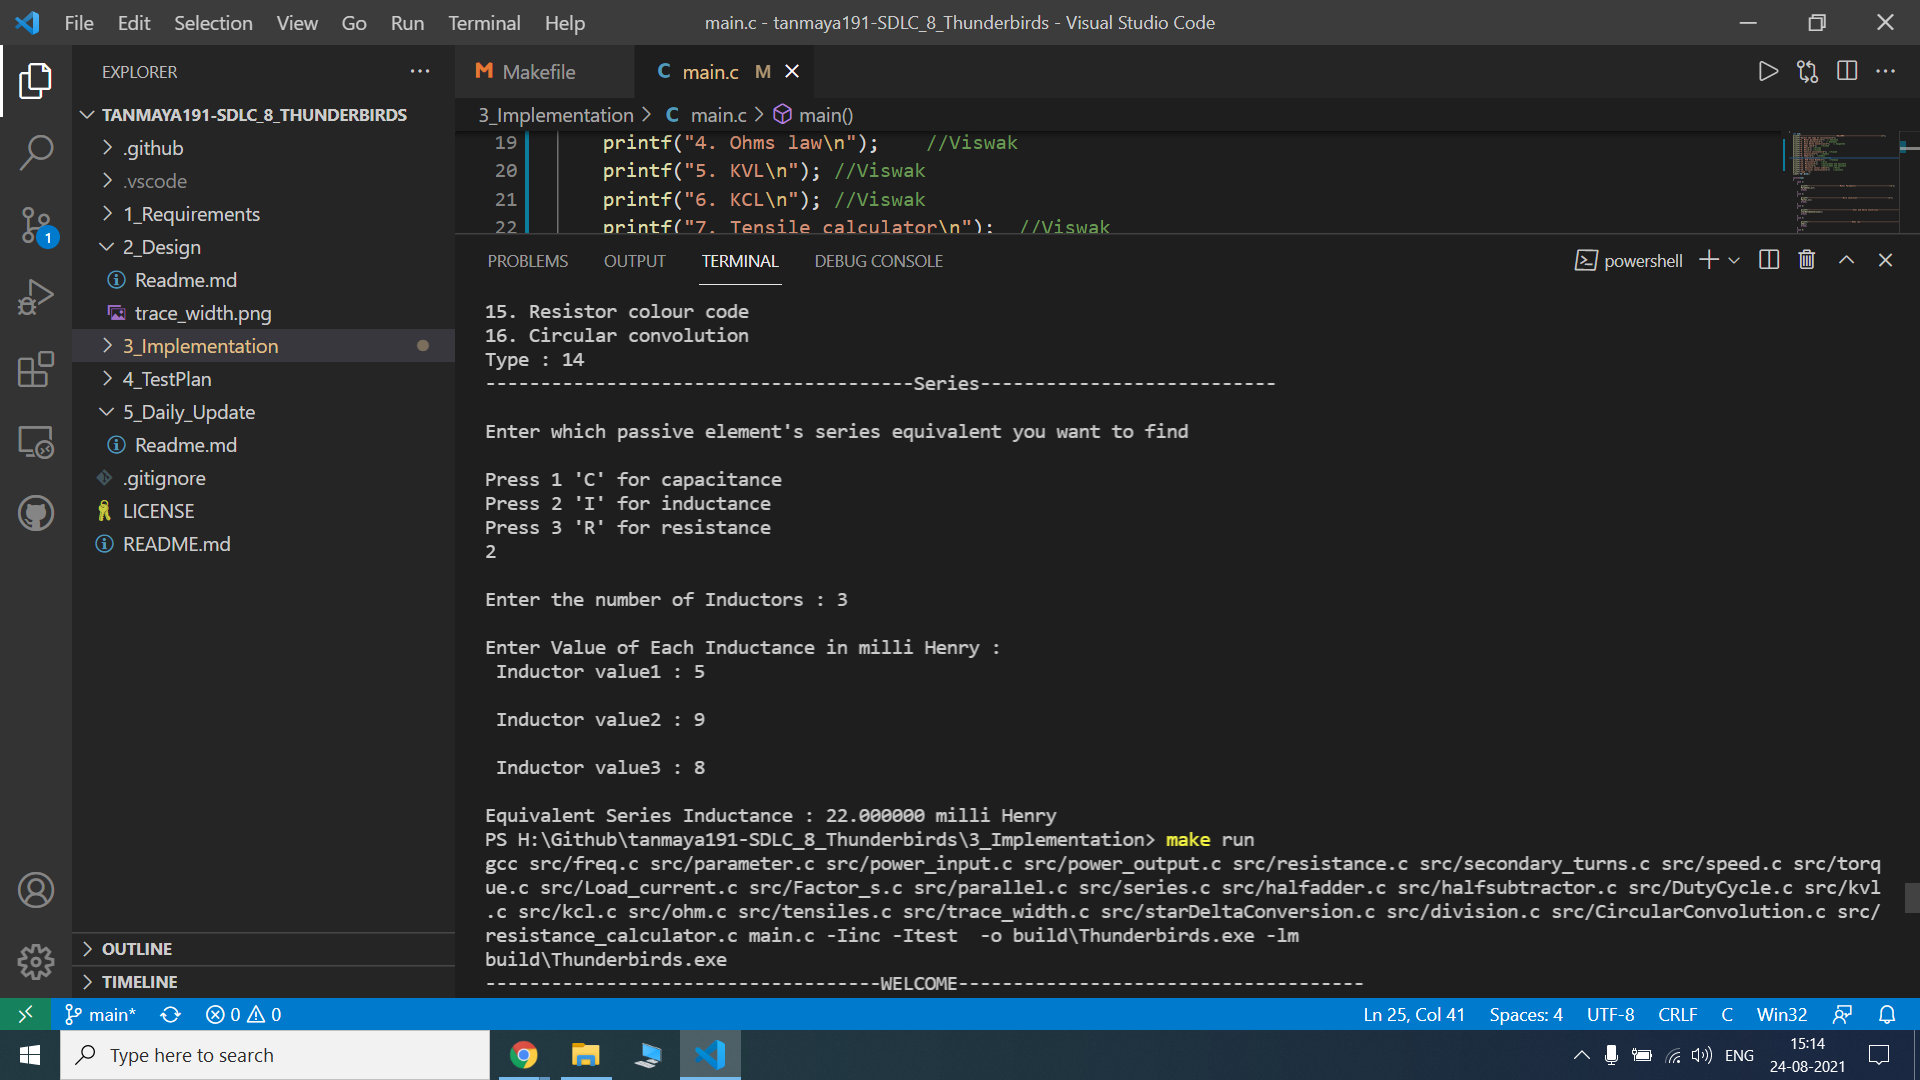 File Edit Selection View Go Run Terminal Help
main.c - tanmaya191-SDLC_8_Thunderbirds - Visual Studio Code
EXPLORER
TANMAYA191-SDLC_8_THUNDERBIRDS
.github
.vscode
1_Requirements
2_Design
Readme.md
trace_width.png
3_Implementation
4_TestPlan
5_Daily_Update
Readme.md
.gitignore
LICENSE
README.md
OUTLINE
TIMELINE
1
Makefile
C main.c M
3_Implementation > C main.c > main()
19 printf("4. Ohms law\n"); //Viswak
20 printf("5. KVL\n"); //Viswak
21 printf("6. KCL\n"); //Viswak
22 printf("7. Tensile calculator\n"); //Viswak
PROBLEMS OUTPUT TERMINAL DEBUG CONSOLE
powershell
15. Resistor colour code
16. Circular convolution
Type : 14
---------------------------------------Series---------------------------
Enter which passive element's series equivalent you want to find
Press 1 'C' for capacitance
Press 2 'I' for inductance
Press 3 'R' for resistance
2
Enter the number of Inductors : 3
Enter Value of Each Inductance in milli Henry :
Inductor value1 : 5
Inductor value2 : 9
Inductor value3 : 8
Equivalent Series Inductance : 22.000000 milli Henry
PS H:\Github\tanmaya191-SDLC_8_Thunderbirds\3_Implementation> make run
gcc src/freq.c src/parameter.c src/power_input.c src/power_output.c src/resistance.c src/secondary_turns.c src/speed.c src/torq
ue.c src/Load_current.c src/Factor_s.c src/parallel.c src/series.c src/halfadder.c src/halfsubtractor.c src/DutyCycle.c src/kvl
.c src/kcl.c src/ohm.c src/tensiles.c src/trace_width.c src/starDeltaConversion.c src/division.c src/CircularConvolution.c src/
resistance_calculator.c main.c -Iinc -Itest  -o build\Thunderbirds.exe -lm
build\Thunderbirds.exe
------------------------------------WELCOME-------------------------------------
main* 0 0
Ln 25, Col 41 Spaces: 4 UTF-8 CRLF C Win32
Type here to search
ENG
15:14
24-08-2021